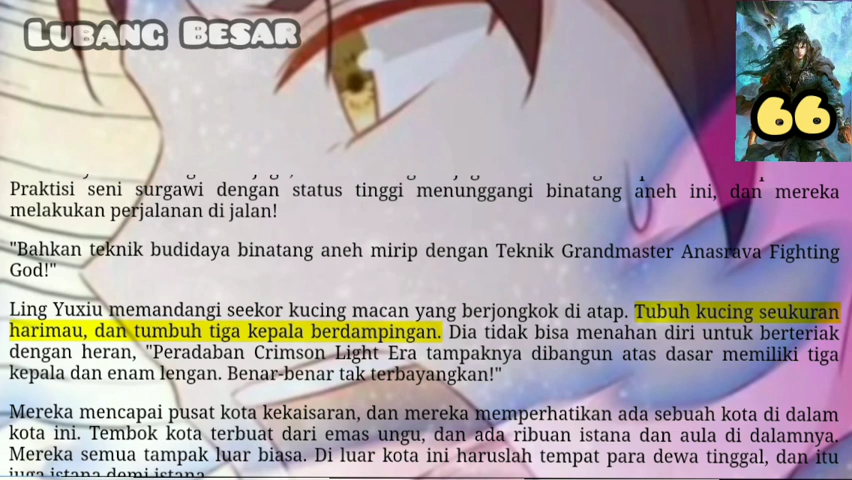 LUBANG BESAR
66
Praktisi seni surgawi dengan status tinggi menunggangi binatang aneh ini, dan mereka
melakukan perjalanan di jalan!
"Bahkan teknik budidaya binatang aneh mirip dengan Teknik Grandmaster Anasrava Fighting
God!"
Ling Yuxiu memandangi seekor kucing macan yang berjongkok di atap. Tubuh kucing seukuran
harimau, dan tumbuh tiga kepala berdampingan. Dia tidak bisa menahan diri untuk berteriak
dengan heran, "Peradaban Crimson Light Era tampaknya dibangun atas dasar memiliki tiga
kepala dan enam lengan. Benar-benar tak terbayangkan!"
Mereka mencapai pusat kota kekaisaran, dan mereka memperhatikan ada sebuah kota di dalam
kota ini. Tembok kota terbuat dari emas ungu, dan ada ribuan istana dan aula di dalamnya.
Mereka semua tampak luar biasa. Di luar kota ini haruslah tempat para dewa tinggal, dan itu
juga istana demi istana